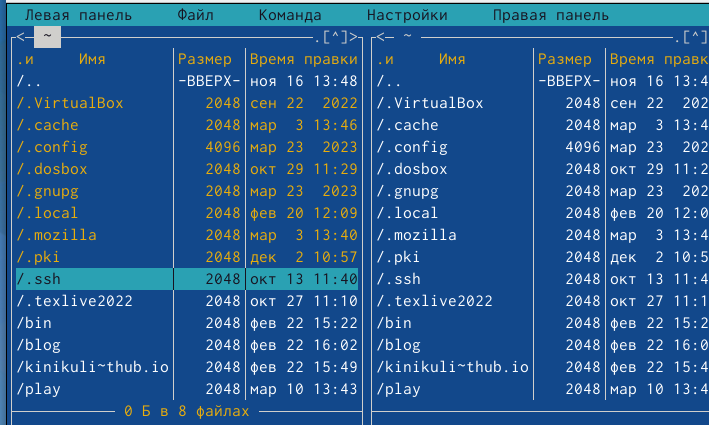 Левая панель Файл Команда Настройки Правая панель
<─ ~ .[^]> <─ ~ .[^]
.и Имя Размер Время правки .и Имя Размер Время правки
/.. -ВВЕРХ- ноя 16 13:48 /.. -ВВЕРХ- ноя 16 13:4
/.VirtualBox 2048 сен 22 2022 /.VirtualBox 2048 сен 22 202
/.cache 2048 мар 3 13:46 /.cache 2048 мар 3 13:4
/.config 4096 мар 23 2023 /.config 4096 мар 23 202
/.dosbox 2048 окт 29 11:29 /.dosbox 2048 окт 29 11:2
/.gnupg 2048 мар 23 2023 /.gnupg 2048 мар 23 202
/.local 2048 фев 20 12:09 /.local 2048 фев 20 12:0
/.mozilla 2048 мар 3 13:40 /.mozilla 2048 мар 3 13:4
/.pki 2048 дек 2 10:57 /.pki 2048 дек 2 10:5
/.ssh 2048 окт 13 11:40 /.ssh 2048 окт 13 11:4
/.texlive2022 2048 окт 27 11:10 /.texlive2022 2048 окт 27 11:1
/bin 2048 фев 22 15:22 /bin 2048 фев 22 15:2
/blog 2048 фев 22 16:02 /blog 2048 фев 22 16:0
/kinikuli~thub.io 2048 фев 22 15:49 /kinikuli~thub.io 2048 фев 22 15:4
/play 2048 мар 10 13:43 /play 2048 мар 10 13:4
0 Б в 8 файлах